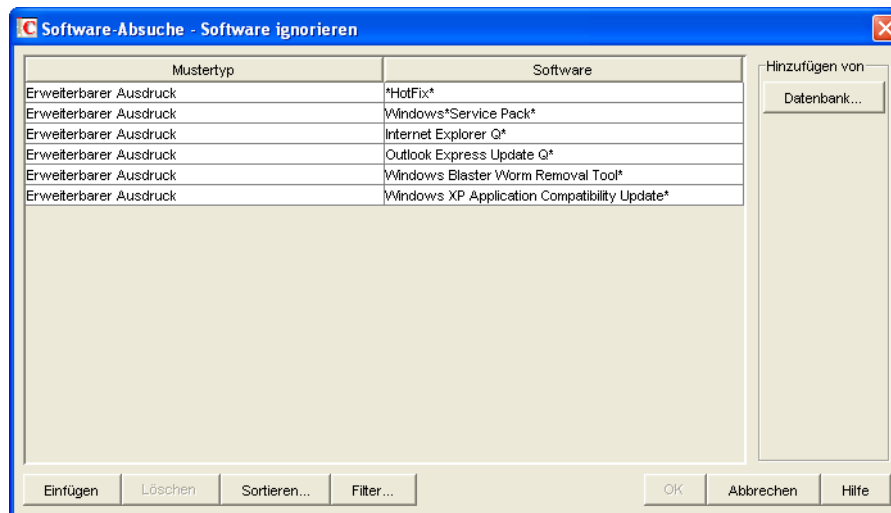 Software-Absuche - Software ignorieren
Mustertyp Software
Erweiterbarer Ausdruck *HotFix*
Erweiterbarer Ausdruck Windows*Service Pack*
Erweiterbarer Ausdruck Internet Explorer Q*
Erweiterbarer Ausdruck Outlook Express Update Q*
Erweiterbarer Ausdruck Windows Blaster Worm Removal Tool*
Erweiterbarer Ausdruck Windows XP Application Compatibility Update*
Hinzufügen von
Datenbank...
Einfügen Löschen Sortieren... Filter... OK Abbrechen Hilfe